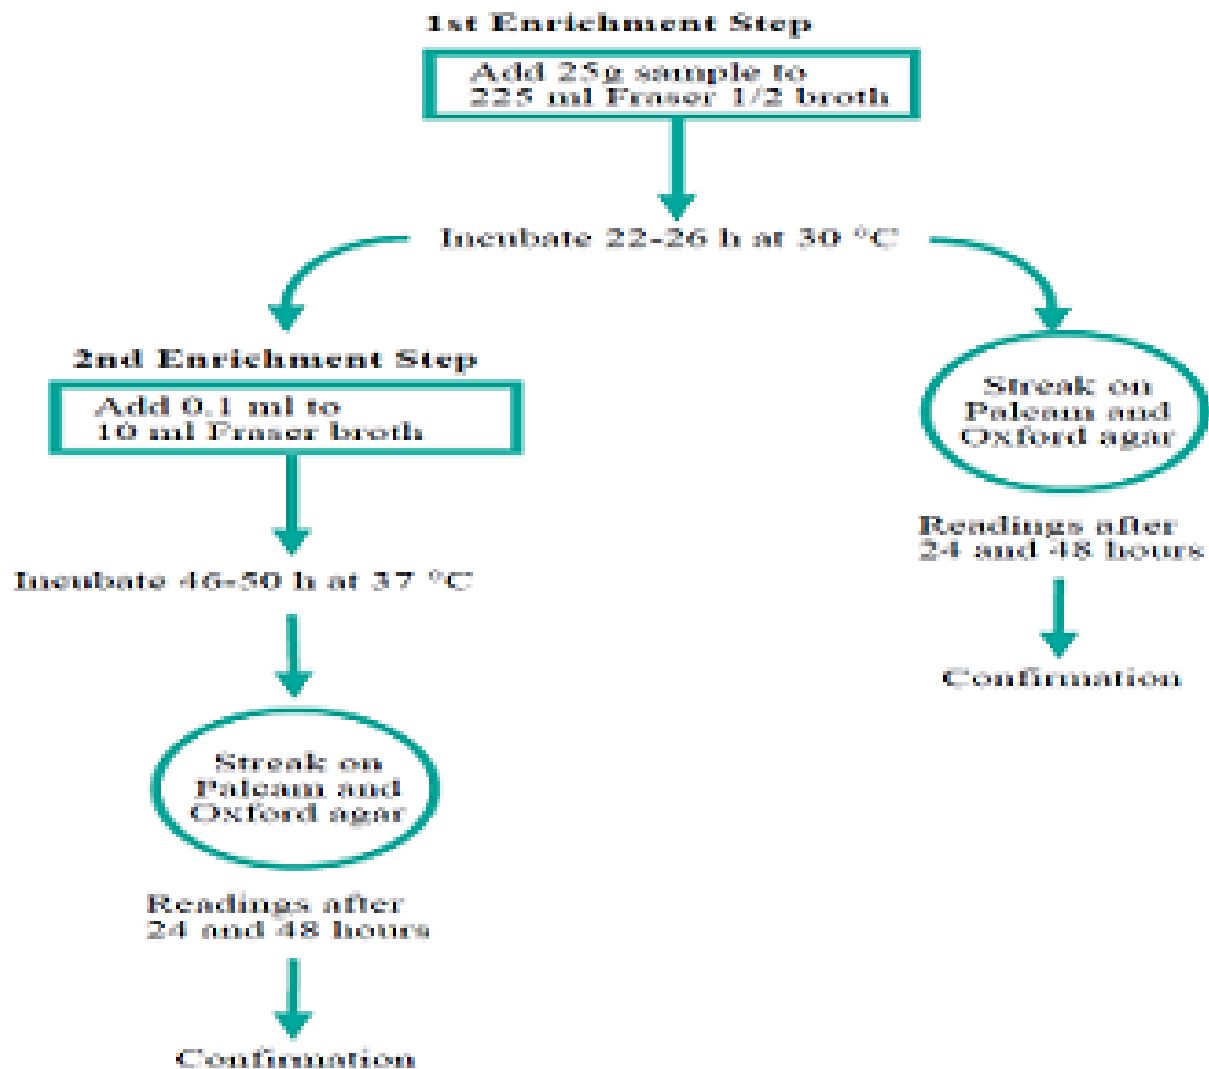 1st Enrichment Step
Add 25g sample to
225 ml Fraser 1/2 broth
Incubate 22-26 h at 30 °C
2nd Enrichment Step
Add 0.1 ml to
10 ml Fraser broth
Incubate 46-50 h at 37 °C
Streak on
Palcam and
Oxford agar
Readings after
24 and 48 hours
Confirmation
Streak on
Palcam and
Oxford agar
Readings after
24 and 48 hours
Confirmation